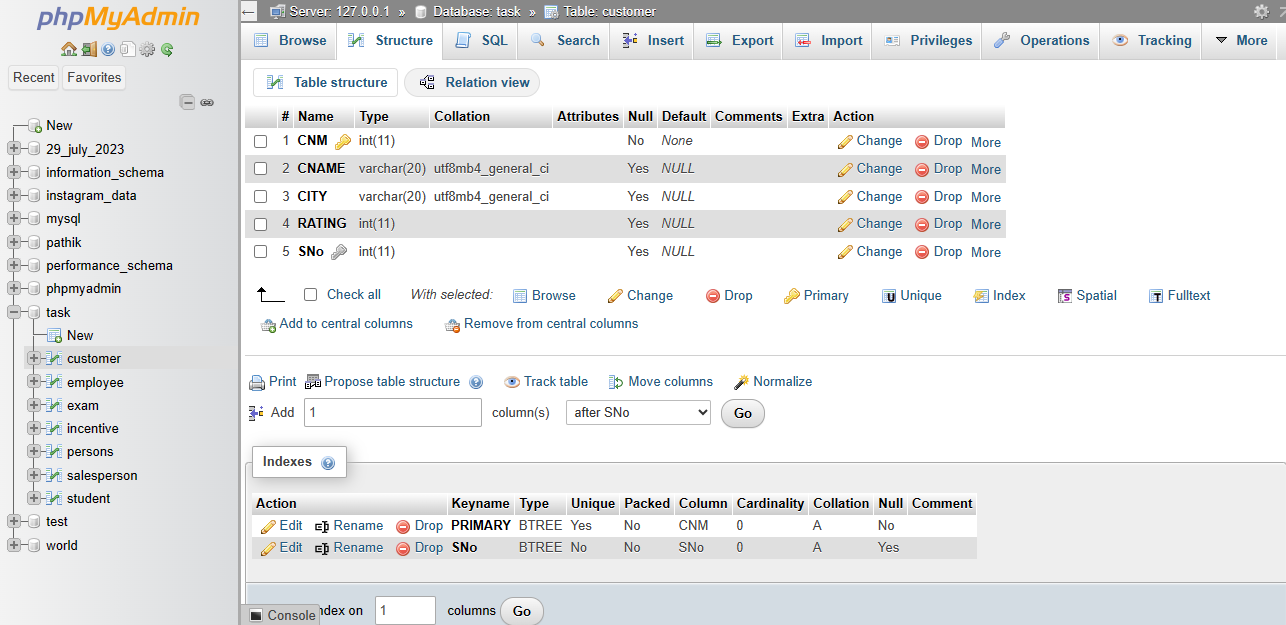 phpMyAdmin
Recent Favorites
New
29_july_2023
information_schema
instagram_data
mysql
pathik
performance_schema
phpmyadmin
task
New
customer
employee
exam
incentive
persons
salesperson
student
test
world
Server: 127.0.0.1 » Database: task » Table: customer
Browse Structure SQL Search Insert Export Import Privileges Operations Tracking More
Table structure Relation view
# Name Type Collation Attributes Null Default Comments Extra Action
1 CNM int(11) No None Change Drop More
2 CNAME varchar(20) utf8mb4_general_ci Yes NULL Change Drop More
3 CITY varchar(20) utf8mb4_general_ci Yes NULL Change Drop More
4 RATING int(11) Yes NULL Change Drop More
5 SNo int(11) Yes NULL Change Drop More
Check all With selected: Browse Change Drop Primary Unique Index Spatial Fulltext
Add to central columns Remove from central columns
Print Propose table structure Track table Move columns Normalize
Add 1 column(s) after SNo Go
Indexes
Action Keyname Type Unique Packed Column Cardinality Collation Null Comment
Edit Rename Drop PRIMARY BTREE Yes No CNM 0 A No
Edit Rename Drop SNo BTREE No No SNo 0 A Yes
ndex on 1 columns Go
Console